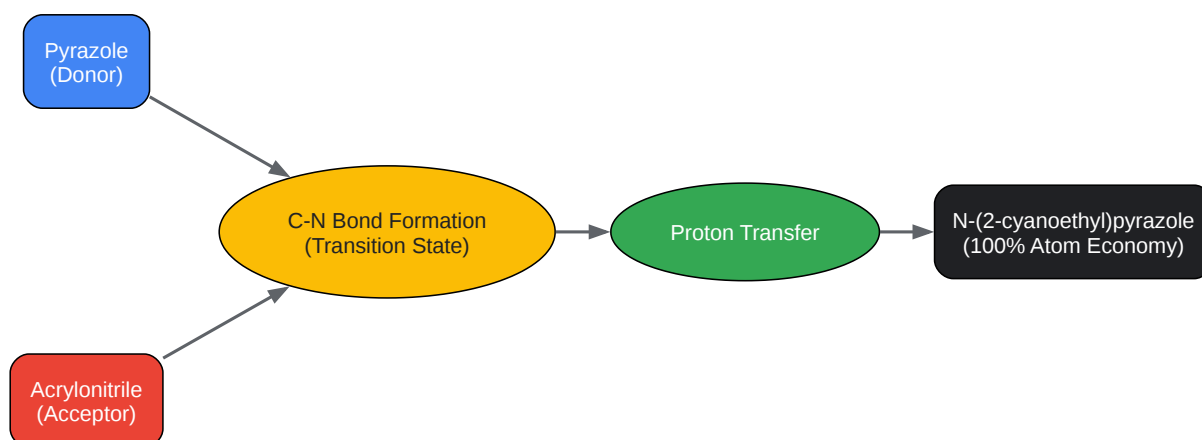 Pyrazole
(Donor)
C-N Bond Formation
(Transition State)
Proton Transfer
N-(2-cyanoethyl)pyrazole
(100% Atom Economy)
Acrylonitrile
(Acceptor)